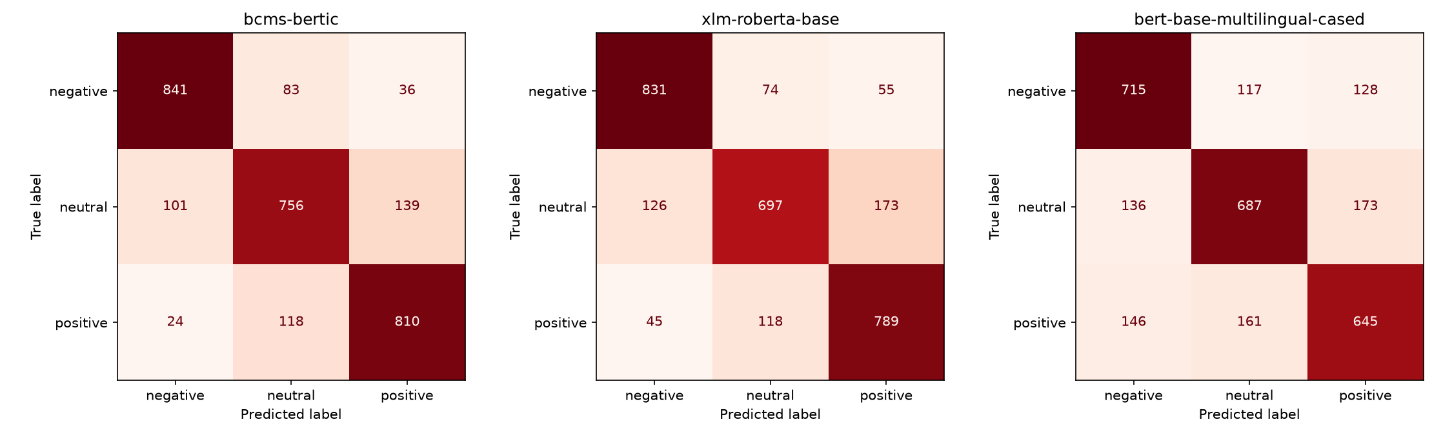 bcms-bertic
negative 841 83 36
neutral 101 756 139
positive 24 118 810
negative neutral positive
Predicted label
True label
xlm-roberta-base
negative 831 74 55
neutral 126 697 173
positive 45 118 789
negative neutral positive
Predicted label
True label
bert-base-multilingual-cased
negative 715 117 128
neutral 136 687 173
positive 146 161 645
negative neutral positive
Predicted label
True label